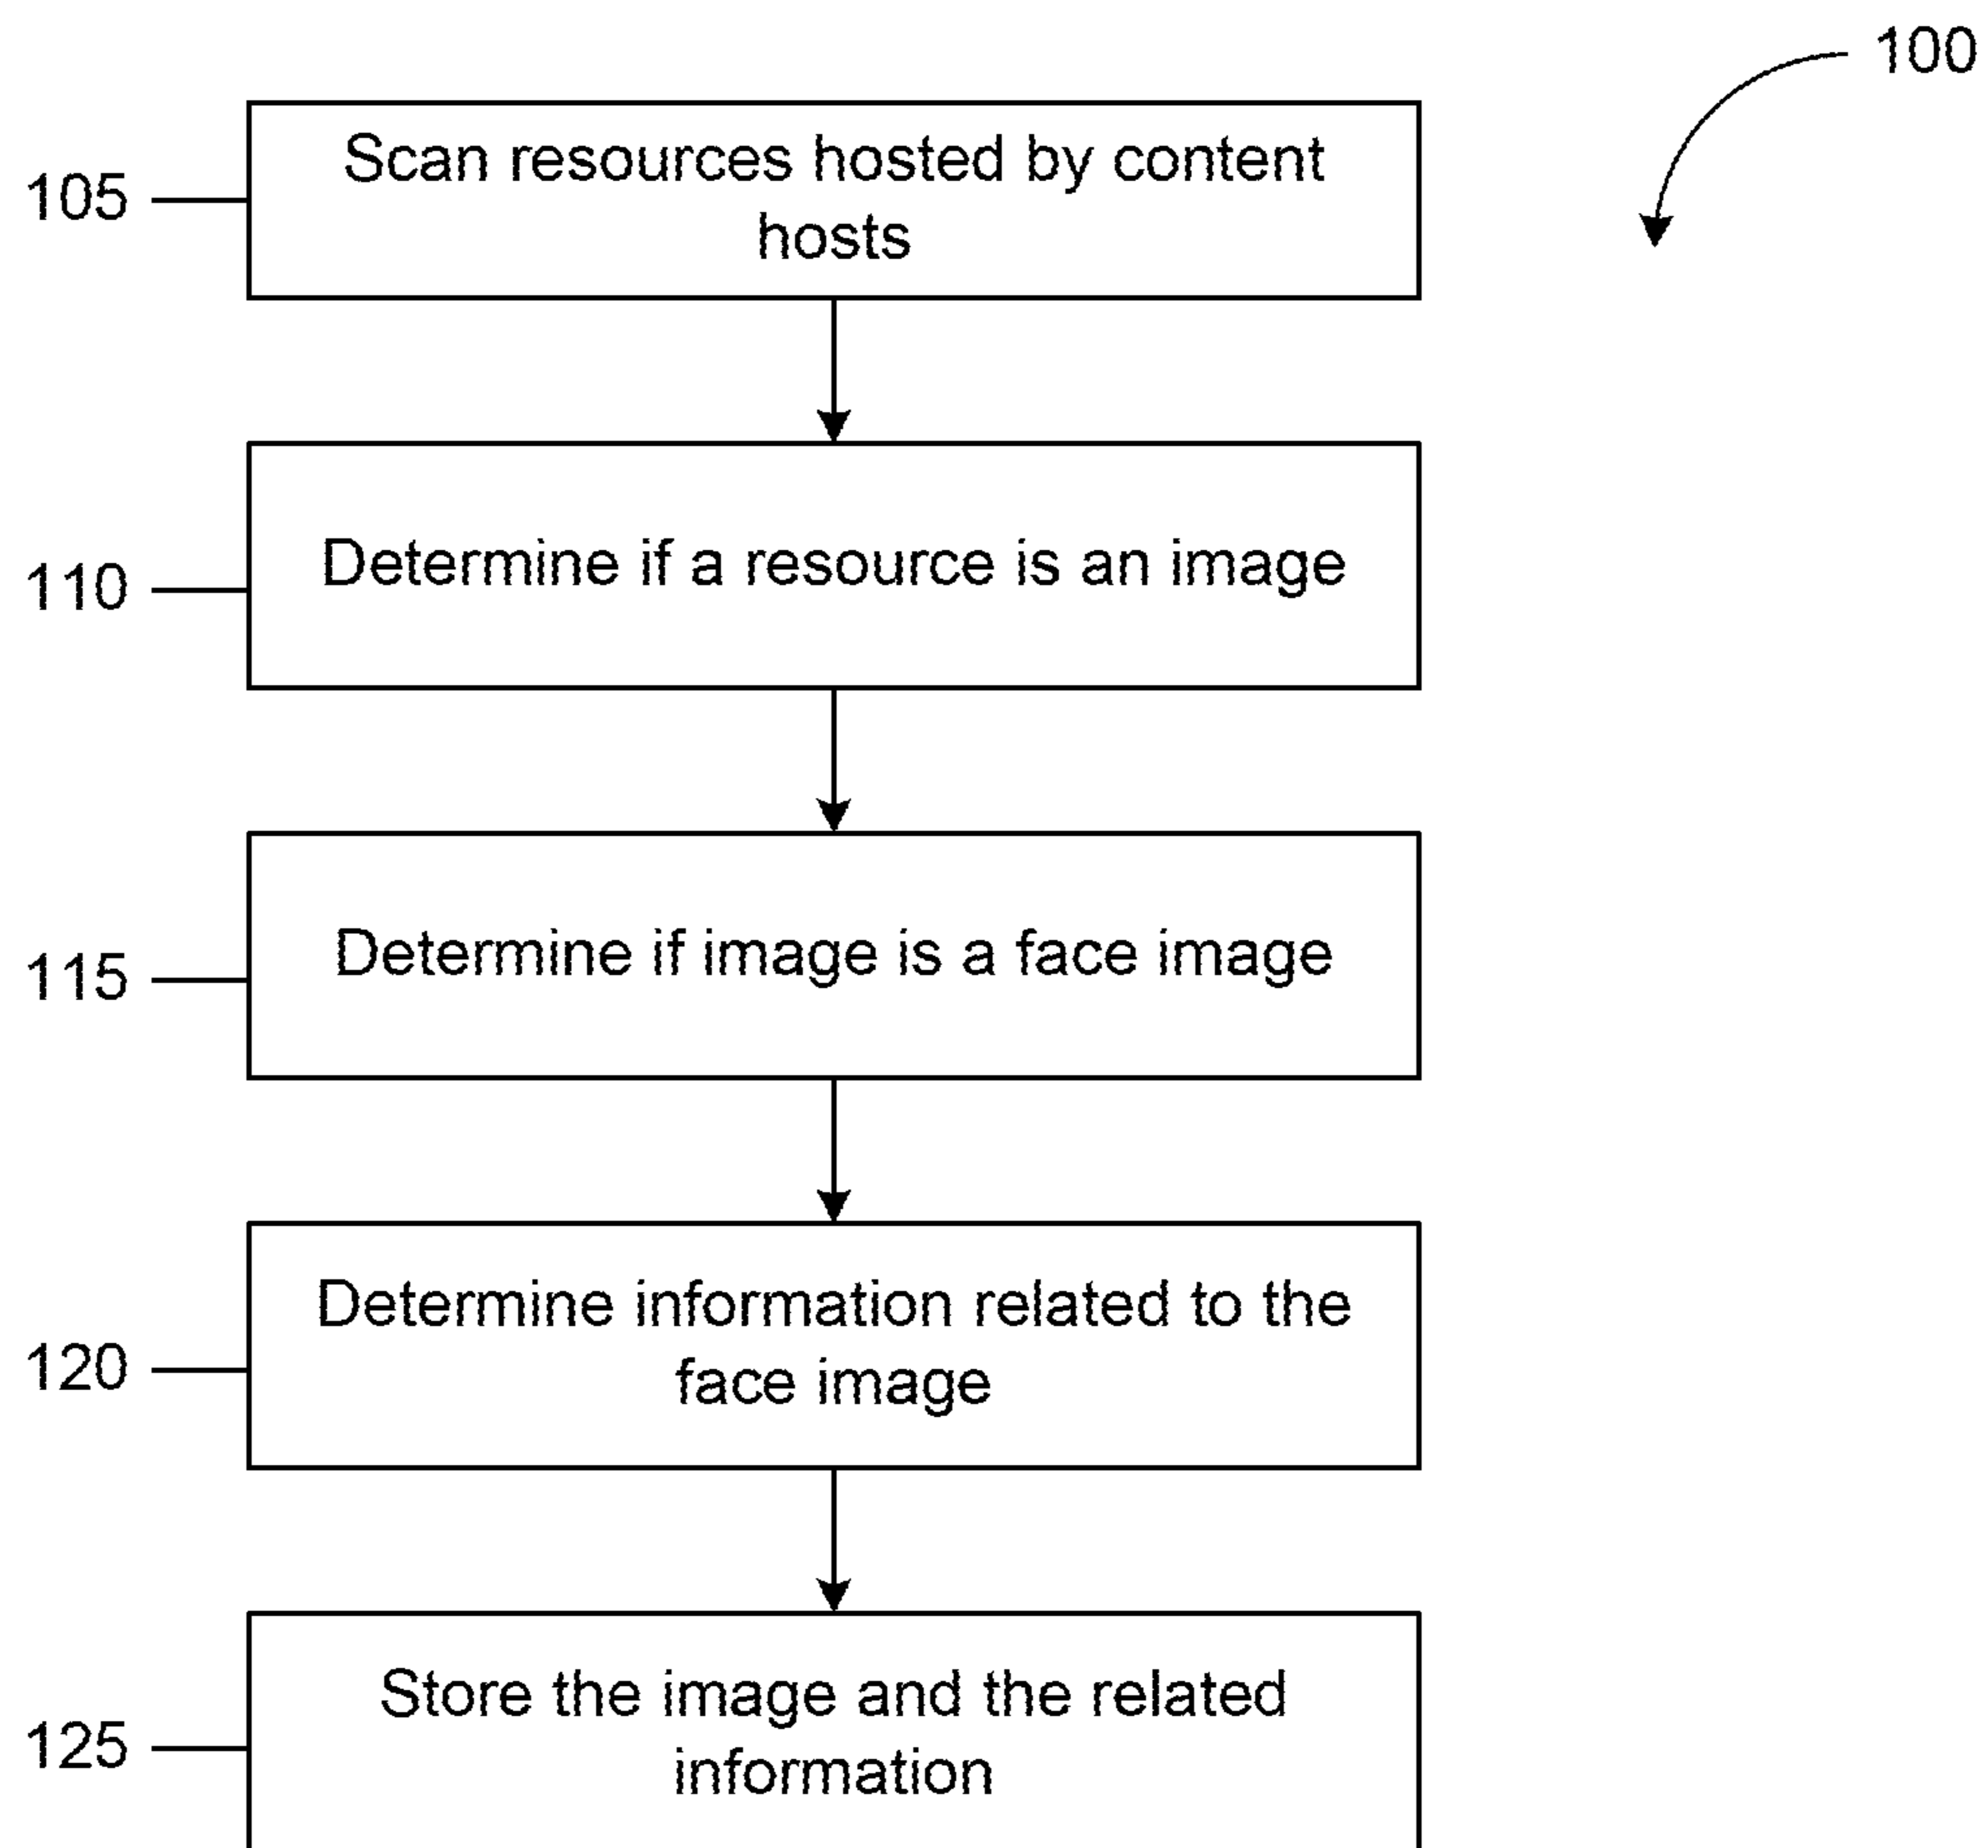 100
105
Scan resources hosted by content
hosts
110
Determine if a resource is an image
115
Determine if image is a face image
120
Determine information related to the
face image
125
Store the image and the related
information